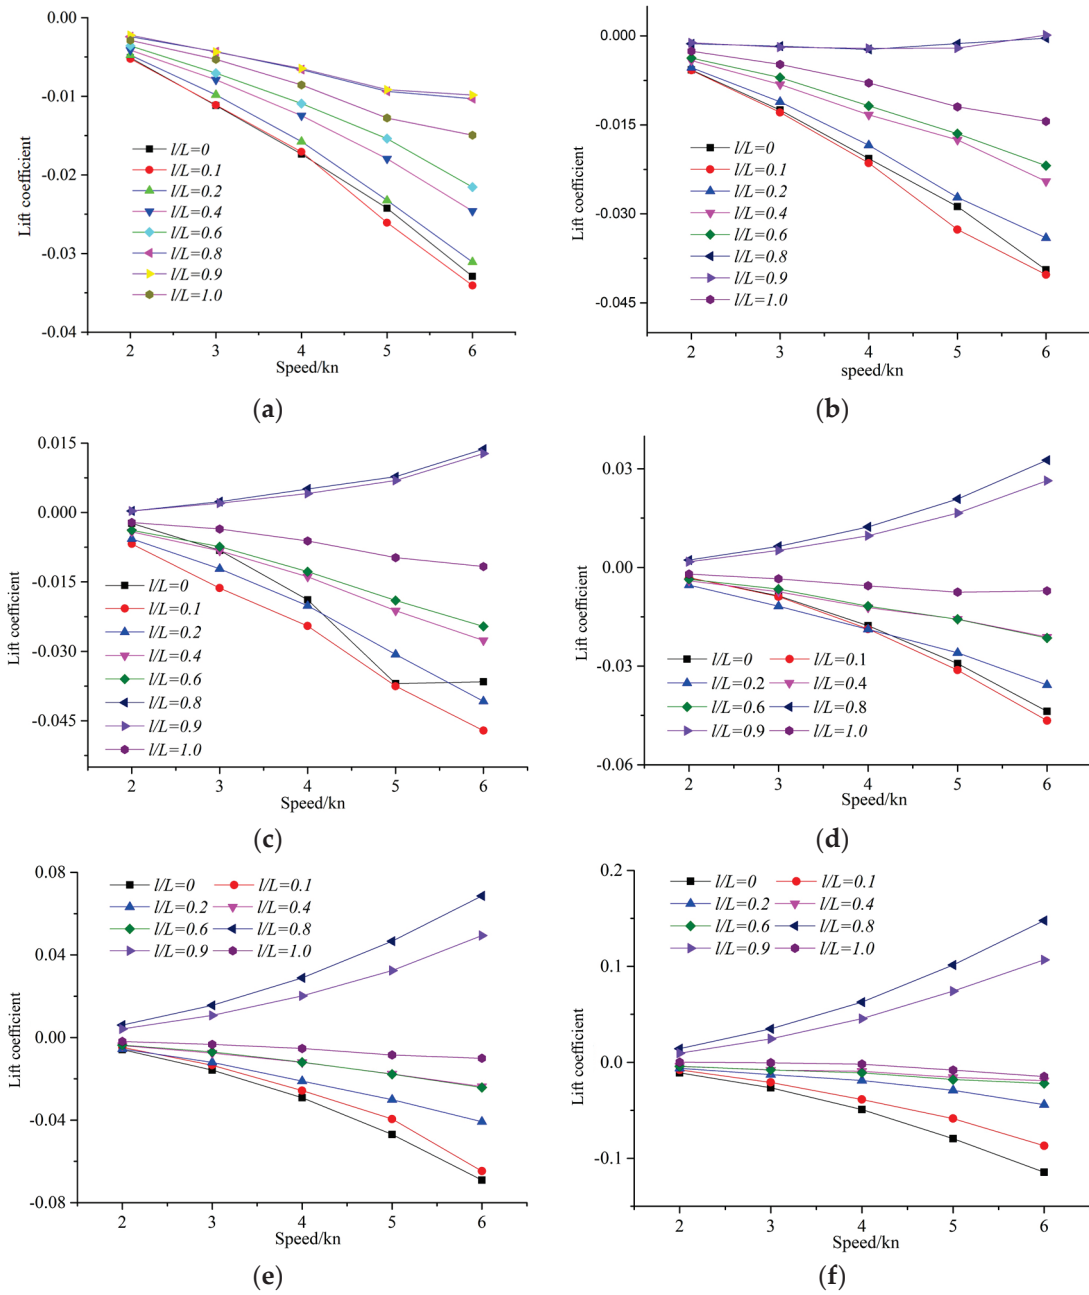 0.00
-0.01
-0.02
-0.03
-0.04
Lift coefficient
l/L=0
l/L=0.1
l/L=0.2
l/L=0.4
l/L=0.6
l/L=0.8
l/L=0.9
l/L=1.0
2 3 4 5 6
Speed/kn
(a)
0.000
-0.015
-0.030
-0.045
Lift coefficient
l/L=0
l/L=0.1
l/L=0.2
l/L=0.4
l/L=0.6
l/L=0.8
l/L=0.9
l/L=1.0
2 3 4 5 6
speed/kn
(b)
0.015
0.000
-0.015
-0.030
-0.045
Lift coefficient
l/L=0
l/L=0.1
l/L=0.2
l/L=0.4
l/L=0.6
l/L=0.8
l/L=0.9
l/L=1.0
2 3 4 5 6
Speed/kn
(c)
0.03
0.00
-0.03
-0.06
Lift coefficient
l/L=0 l/L=0.1
l/L=0.2 l/L=0.4
l/L=0.6 l/L=0.8
l/L=0.9 l/L=1.0
2 3 4 5 6
Speed/kn
(d)
0.08
0.04
0.00
-0.04
-0.08
Lift coefficient
l/L=0 l/L=0.1
l/L=0.2 l/L=0.4
l/L=0.6 l/L=0.8
l/L=0.9 l/L=1.0
2 3 4 5 6
Speed/kn
(e)
0.2
0.1
0.0
-0.1
Lift coefficient
l/L=0 l/L=0.1
l/L=0.2 l/L=0.4
l/L=0.6 l/L=0.8
l/L=0.9 l/L=1.0
2 3 4 5 6
Speed/kn
(f)